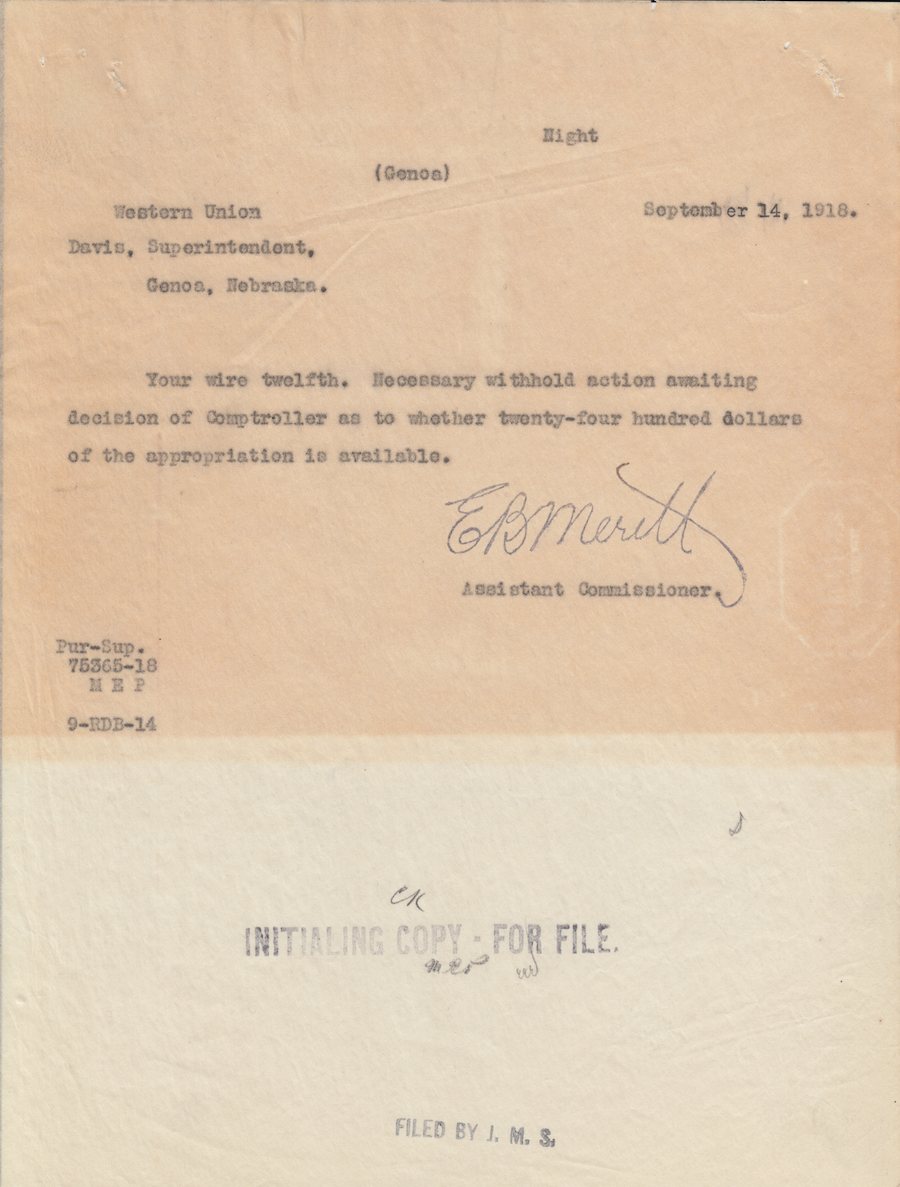 Night
(Genoa)
Western Union
September 14, 1918.
Davis, Superintendent,
Genoa, Nebraska.
Your wire twelfth. Necessary withhold action awaiting
decision of Comptroller as to whether twenty-four hundred dollars
of the appropriation is available.
E B Meritt
Assistant Commissioner.
Pur-Sup.
75365-18
M E P
9-RDB-14
CK
INITIALING COPY - FOR FILE.
FILED BY J. M. S.